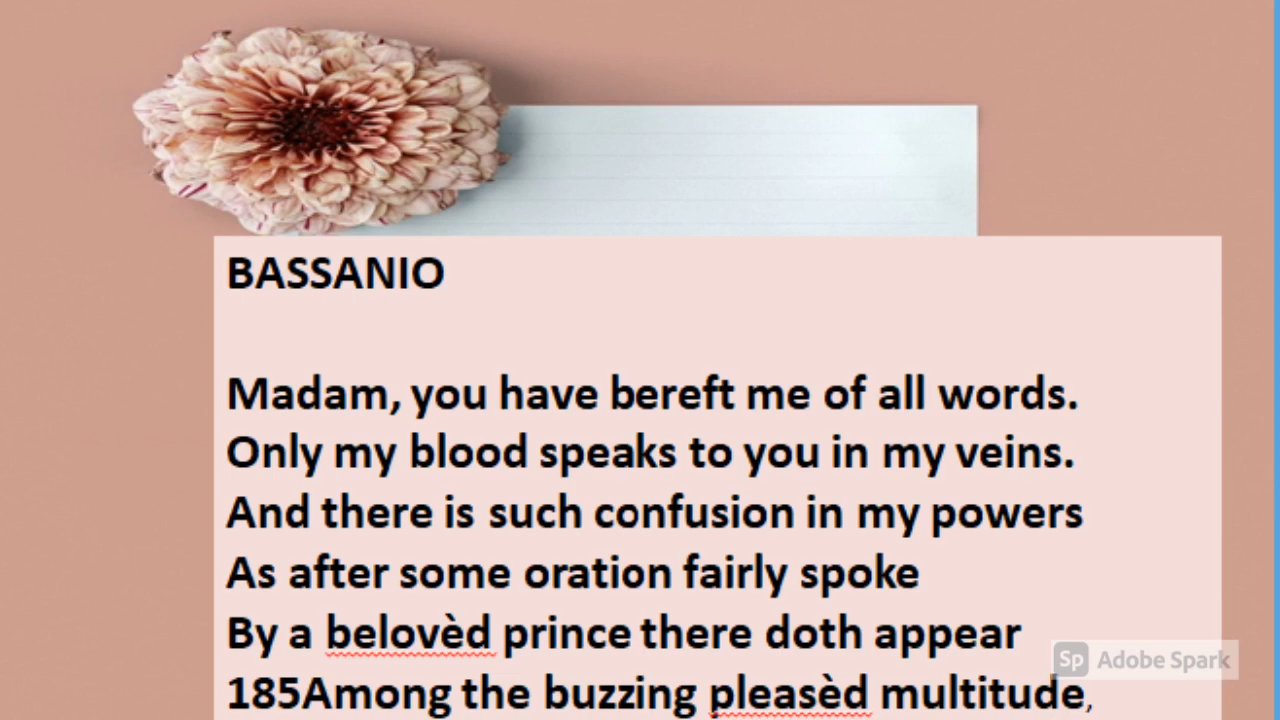 BASSANIO
Madam, you have bereft me of all words.
Only my blood speaks to you in my veins.
And there is such confusion in my powers
As after some oration fairly spoke
By a belovèd prince there doth appear
185Among the buzzing pleasèd multitude,
Sp Adobe Spark